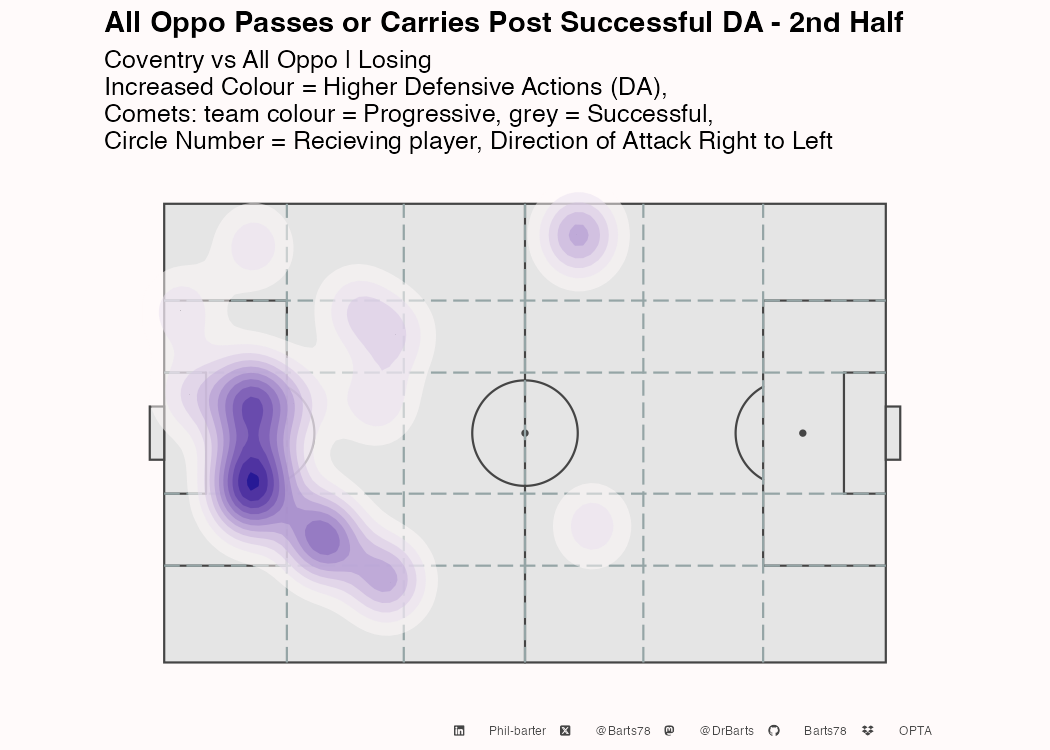 All Oppo Passes or Carries Post Successful DA - 2nd Half
Coventry vs All Oppo | Losing
Increased Colour = Higher Defensive Actions (DA),
Comets: team colour = Progressive, grey = Successful,
Circle Number = Recieving player, Direction of Attack Right to Left
Phil-barter @Barts78 @DrBarts Barts78 OPTA